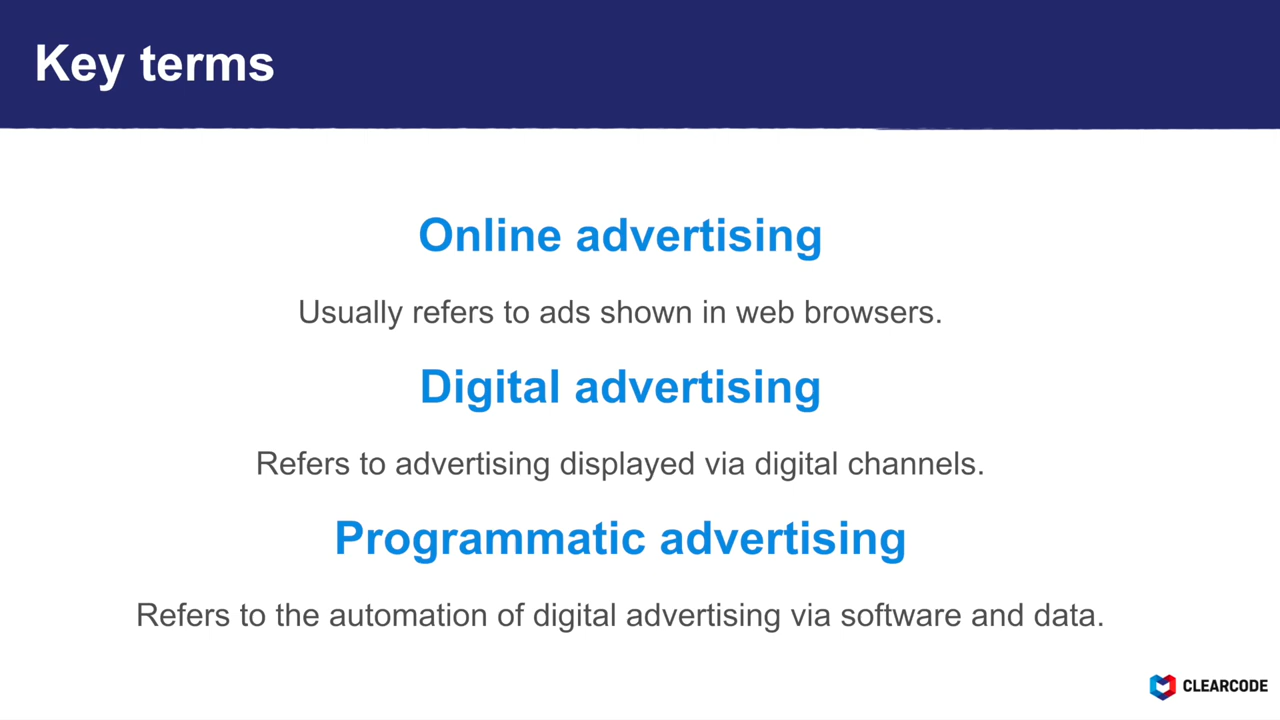 Key terms
Online advertising
Usually refers to ads shown in web browsers.
Digital advertising
Refers to advertising displayed via digital channels.
Programmatic advertising
Refers to the automation of digital advertising via software and data.
CLEARCODE